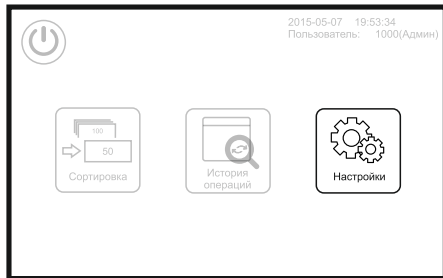 2015-05-07 19:53:34
Пользователь: 1000(Админ)
100
50
Сортировка
История
операций
Настройки